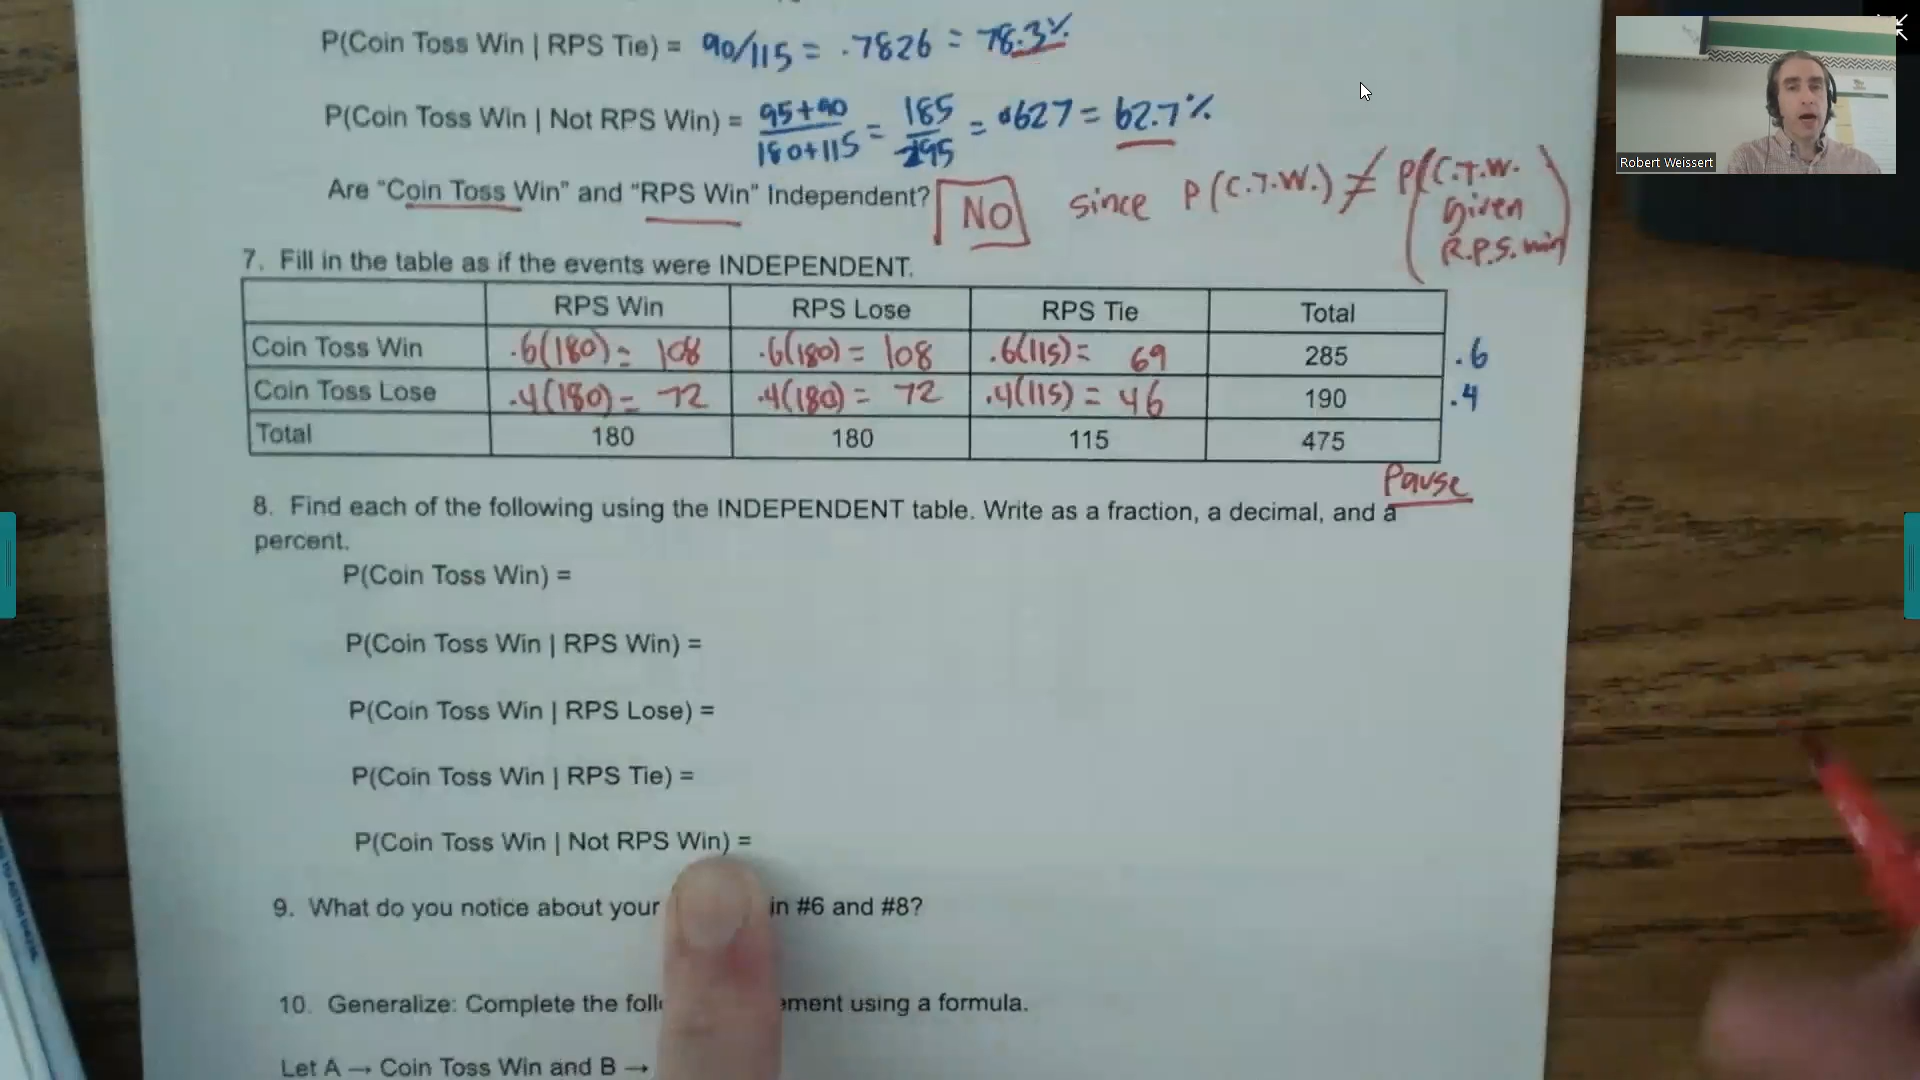 P(Coin Toss Win | RPS Tie) = 90/115 = .7826 = 78.3%
P(Coin Toss Win | Not RPS Win) = 95+90 / 180+115 = 185 / 295 = .627 = 62.7%
Are “Coin Toss Win” and “RPS Win” Independent? NO since P(C.T.W.) ≠ P(C.T.W. given R.P.S. win)
7. Fill in the table as if the events were INDEPENDENT.
RPS Win RPS Lose RPS Tie Total
Coin Toss Win .6(180) = 108 .6(180) = 108 .6(115) = 69 285 .6
Coin Toss Lose .4(180) = 72 .4(180) = 72 .4(115) = 46 190 .4
Total 180 180 115 475
Pause
8. Find each of the following using the INDEPENDENT table. Write as a fraction, a decimal, and a
percent.
P(Coin Toss Win) =
P(Coin Toss Win | RPS Win) =
P(Coin Toss Win | RPS Lose) =
P(Coin Toss Win | RPS Tie) =
P(Coin Toss Win | Not RPS Win) =
9. What do you notice about your in #6 and #8?
10. Generalize: Complete the using a formula.
Let A → Coin Toss Win and B →
Robert Weissert